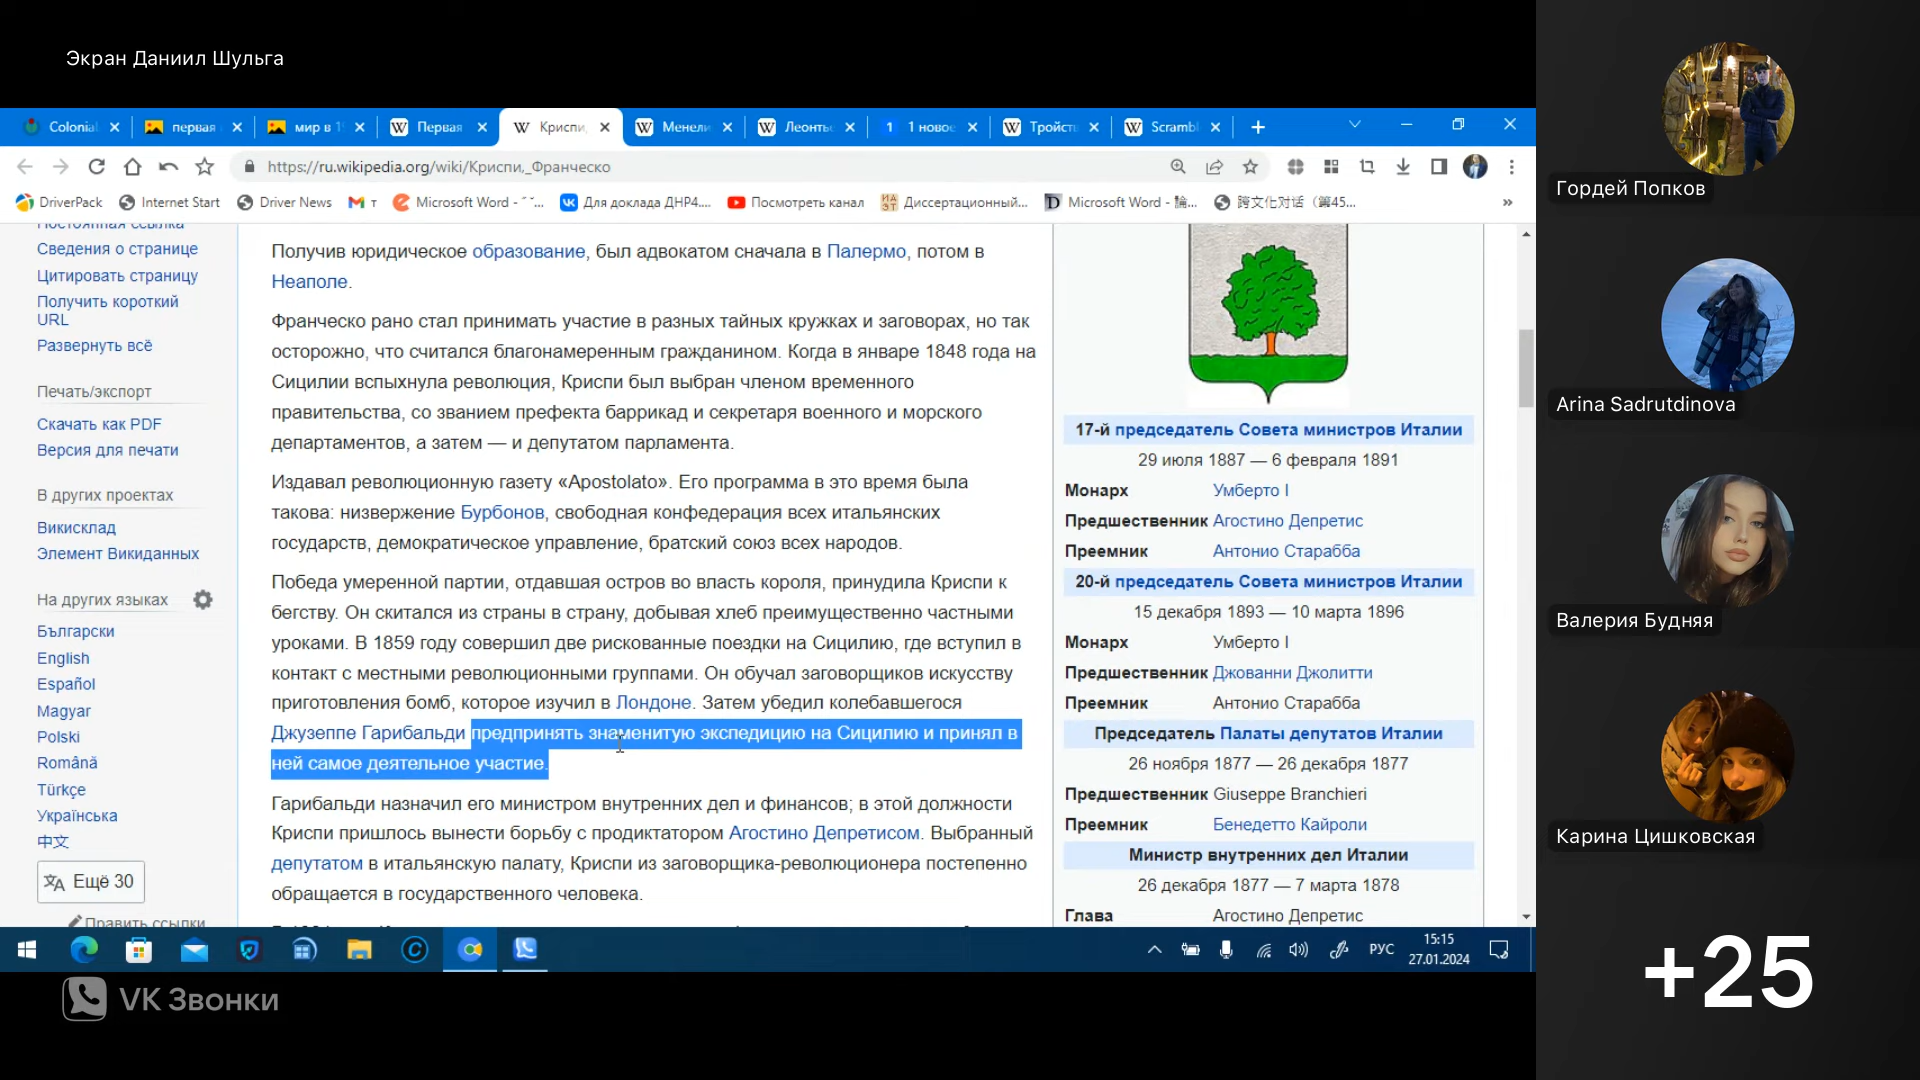 Экран Даниил Шульга
Colonia
первая
мир в 1
Первая
Криспи,
Менели
Леонть
1 1 новое
Тройст
Scrambl
https://ru.wikipedia.org/wiki/Криспи,_Франческо
DriverPack
Internet Start
Driver News
т
Microsoft Word - ˜ˇ...
Для доклада ДНР4....
Посмотреть канал
Диссертационный...
Microsoft Word - 論...
跨文化对话（第45...
»
Постоянная ссылка
Сведения о странице
Цитировать страницу
Получить короткий
URL
Развернуть всё
Печать/экспорт
Скачать как PDF
Версия для печати
В других проектах
Викисклад
Элемент Викиданных
На других языках
Български
English
Español
Magyar
Polski
Română
Türkçe
Українська
中文
Ещё 30
Править ссылки
Получив юридическое образование, был адвокатом сначала в Палермо, потом в
Неаполе.
Франческо рано стал принимать участие в разных тайных кружках и заговорах, но так
осторожно, что считался благонамеренным гражданином. Когда в январе 1848 года на
Сицилии вспыхнула революция, Криспи был выбран членом временного
правительства, со званием префекта баррикад и секретаря военного и морского
департаментов, а затем — и депутатом парламента.
Издавал революционную газету «Apostolato». Его программа в это время была
такова: низвержение Бурбонов, свободная конфедерация всех итальянских
государств, демократическое управление, братский союз всех народов.
Победа умеренной партии, отдавшая остров во власть короля, принудила Криспи к
бегству. Он скитался из страны в страну, добывая хлеб преимущественно частными
уроками. В 1859 году совершил две рискованные поездки на Сицилию, где вступил в
контакт с местными революционными группами. Он обучал заговорщиков искусству
приготовления бомб, которое изучил в Лондоне. Затем убедил колебавшегося
Джузеппе Гарибальди предпринять знаменитую экспедицию на Сицилию и принял в
ней самое деятельное участие.
Гарибальди назначил его министром внутренних дел и финансов; в этой должности
Криспи пришлось вынести борьбу с продиктатором Агостино Депретисом. Выбранный
депутатом в итальянскую палату, Криспи из заговорщика-революционера постепенно
обращается в государственного человека.
17-й председатель Совета министров Италии
29 июля 1887 — 6 февраля 1891
Монарх Умберто I
Предшественник Агостино Депретис
Преемник Антонио Старабба
20-й председатель Совета министров Италии
15 декабря 1893 — 10 марта 1896
Монарх Умберто I
Предшественник Джованни Джолитти
Преемник Антонио Старабба
Председатель Палаты депутатов Италии
26 ноября 1877 — 26 декабря 1877
Предшественник Giuseppe Branchieri
Преемник Бенедетто Кайроли
Министр внутренних дел Италии
26 декабря 1877 — 7 марта 1878
Глава Агостино Депретис
РУС
15:15
27.01.2024
VK Звонки
Гордей Попков
Arina Sadrutdinova
Валерия Будняя
Карина Цишковская
+25